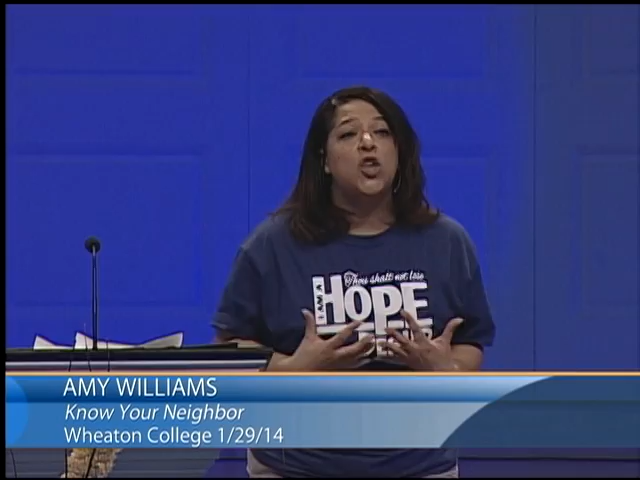 Thou shalt not lose
I AM A
HOPE
AMY WILLIAMS
Know Your Neighbor
Wheaton College 1/29/14